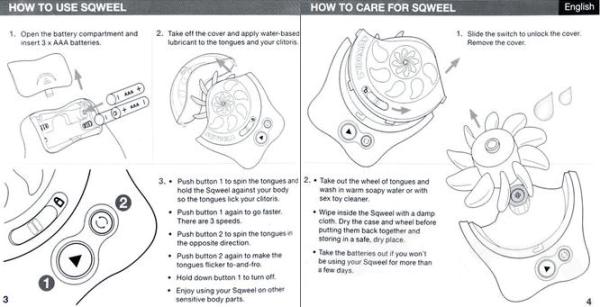 HOW TO USE SQWEEL
1. Open the battery compartment and
insert 3 x AAA batteries.
2. Take off the cover and apply water-based
lubricant to the tongues and your clitoris.
AAA +
+ AAA
2
1
3. • Push button 1 to spin the tongues and
hold the Sqweel against your body
so the tongues lick your clitoris.
• Push button 1 again to go faster.
There are 3 speeds.
• Push button 2 to spin the tongues in
the opposite direction.
• Push button 2 again to make the
tongues flicker to-and-fro.
• Hold down button 1 to turn off.
• Enjoy using your Sqweel on other
sensitive body parts.
3
HOW TO CARE FOR SQWEEL
English
1. Slide the switch to unlock the cover.
Remove the cover.
2. • Take out the wheel of tongues and
wash in warm soapy water or with
sex toy cleaner.
• Wipe inside the Sqweel with a damp
cloth. Dry the case and wheel before
putting them back together and
storing in a safe, dry place.
• Take the batteries out if you won't
be using your Sqweel for more than
a few days.
4